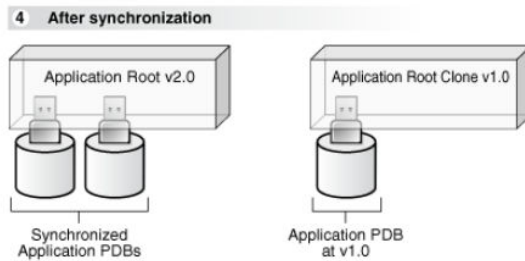 4 After synchronization
Application Root v2.0
Application Root Clone v1.0
Synchronized
Application PDBs
Application PDB
at v1.0